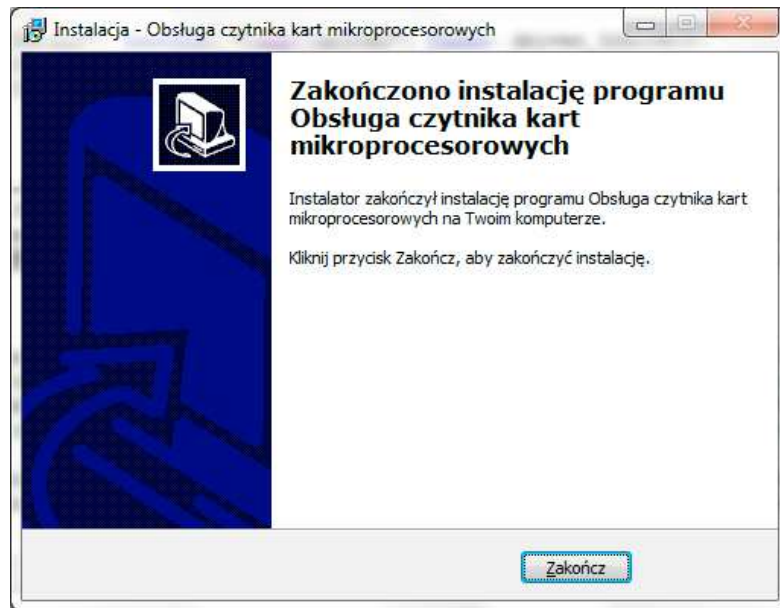 Instalacja - Obsługa czytnika kart mikroprocesorowych
Zakończono instalację programu
Obsługa czytnika kart
mikroprocesorowych
Instalator zakończył instalację programu Obsługa czytnika kart
mikroprocesorowych na Twoim komputerze.
Kliknij przycisk Zakończ, aby zakończyć instalację.
Zakończ